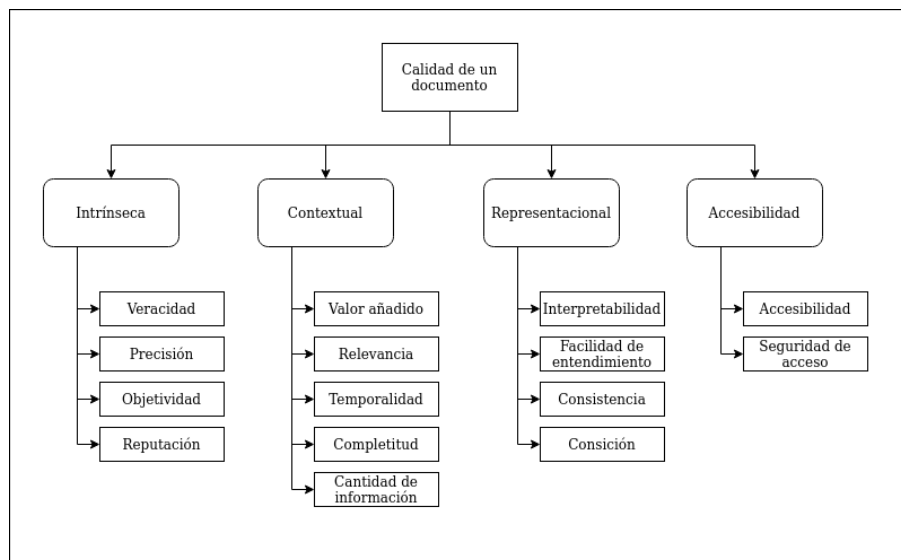 Calidad de un
documento
Intrínseca
Contextual
Representacional
Accesibilidad
Veracidad
Precisión
Objetividad
Reputación
Valor añadido
Relevancia
Temporalidad
Completitud
Cantidad de
información
Interpretabilidad
Facilidad de
entendimiento
Consistencia
Consición
Accesibilidad
Seguridad de
acceso